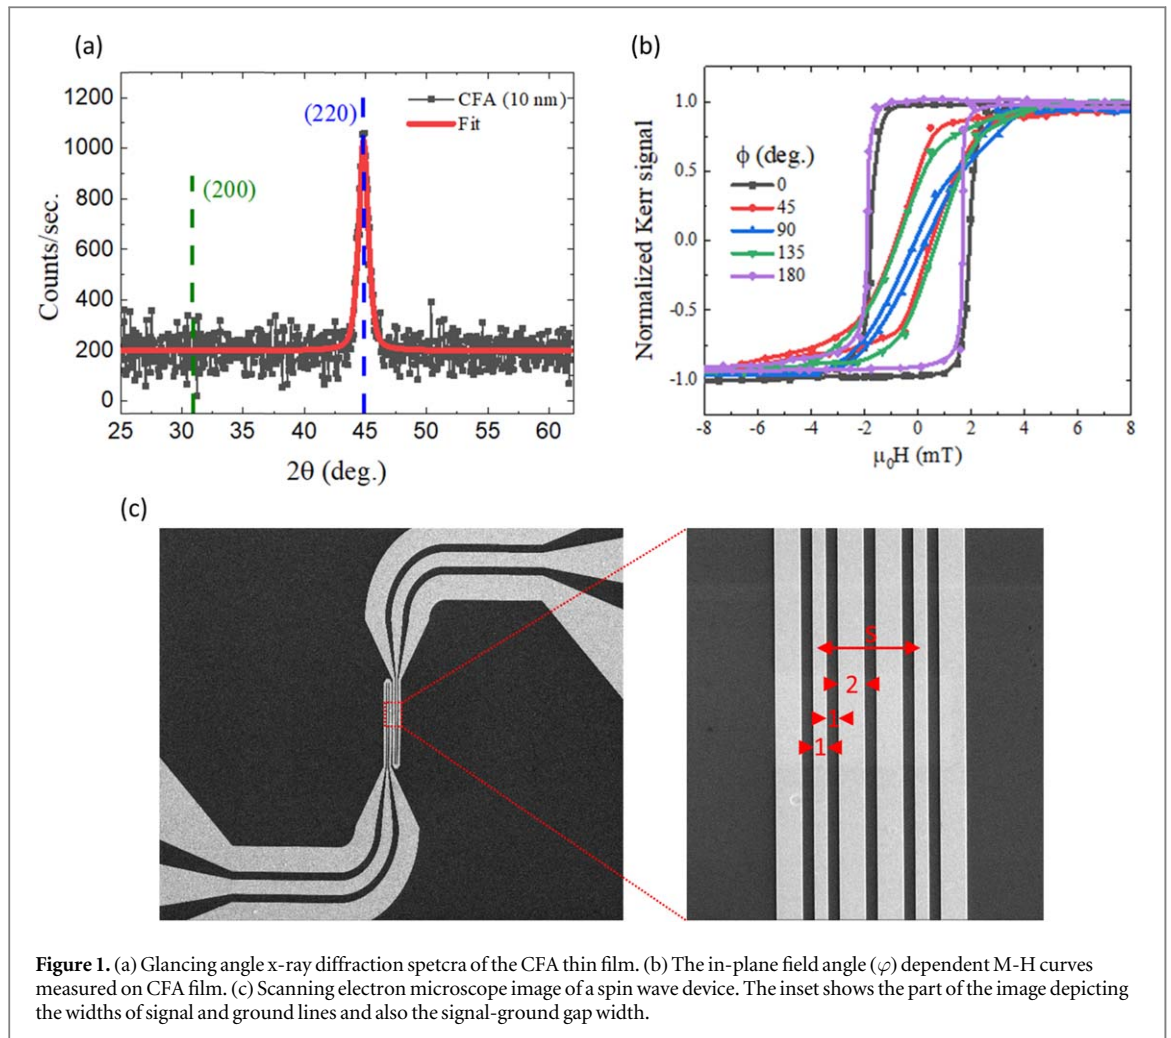 (a)
1200
1000
800
600
400
200
0
Counts/sec.
(200)
(220)
CFA (10 nm)
Fit
25 30 35 40 45 50 55 60
2θ (deg.)
(b)
1.0
0.5
0.0
-0.5
-1.0
Normalized Kerr signal
ϕ (deg.)
0
45
90
135
180
-8 -6 -4 -2 0 2 4 6 8
μ₀H (mT)
(c)
S
2
1
1
Figure 1. (a) Glancing angle x-ray diffraction spetcra of the CFA thin film. (b) The in-plane field angle (φ) dependent M-H curves
measured on CFA film. (c) Scanning electron microscope image of a spin wave device. The inset shows the part of the image depicting
the widths of signal and ground lines and also the signal-ground gap width.